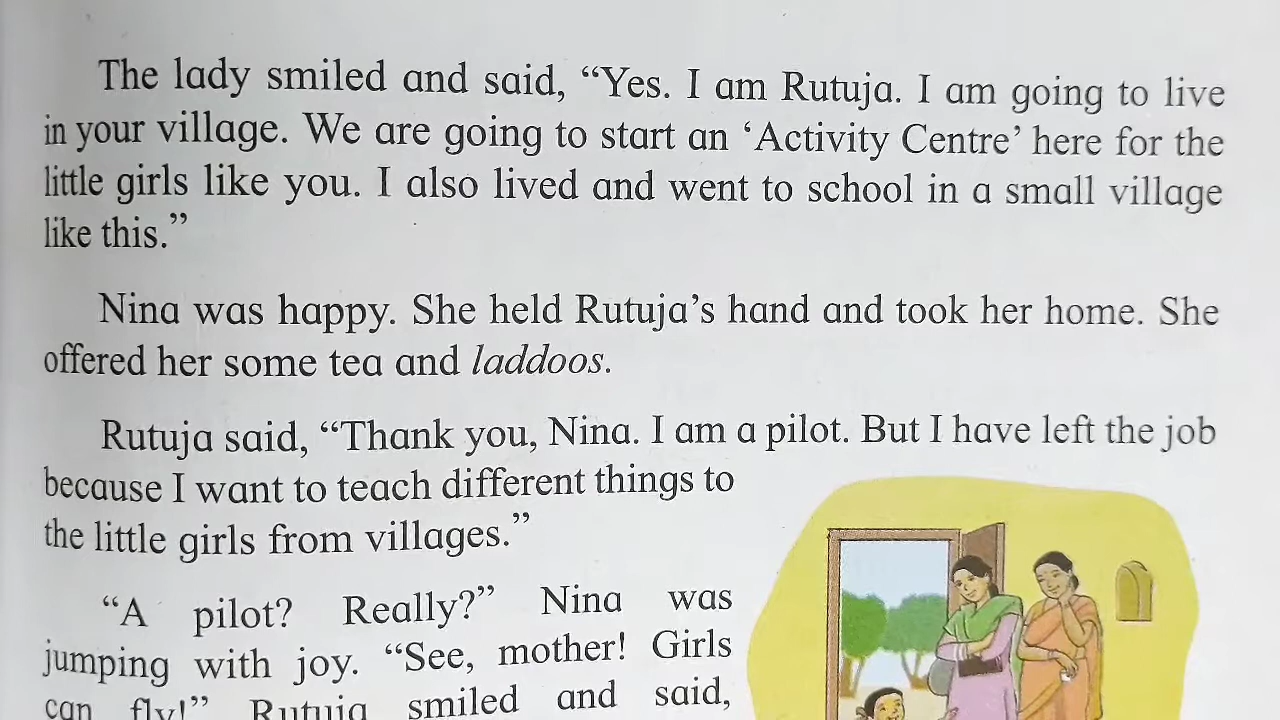 The lady smiled and said, “Yes. I am Rutuja. I am going to live
in your village. We are going to start an ‘Activity Centre’ here for the
little girls like you. I also lived and went to school in a small village
like this.”
Nina was happy. She held Rutuja’s hand and took her home. She
offered her some tea and laddoos.
Rutuja said, “Thank you, Nina. I am a pilot. But I have left the job
because I want to teach different things to
the little girls from villages.”
“A pilot? Really?” Nina was
jumping with joy. “See, mother! Girls
can fly!” Rutuja smiled and said,